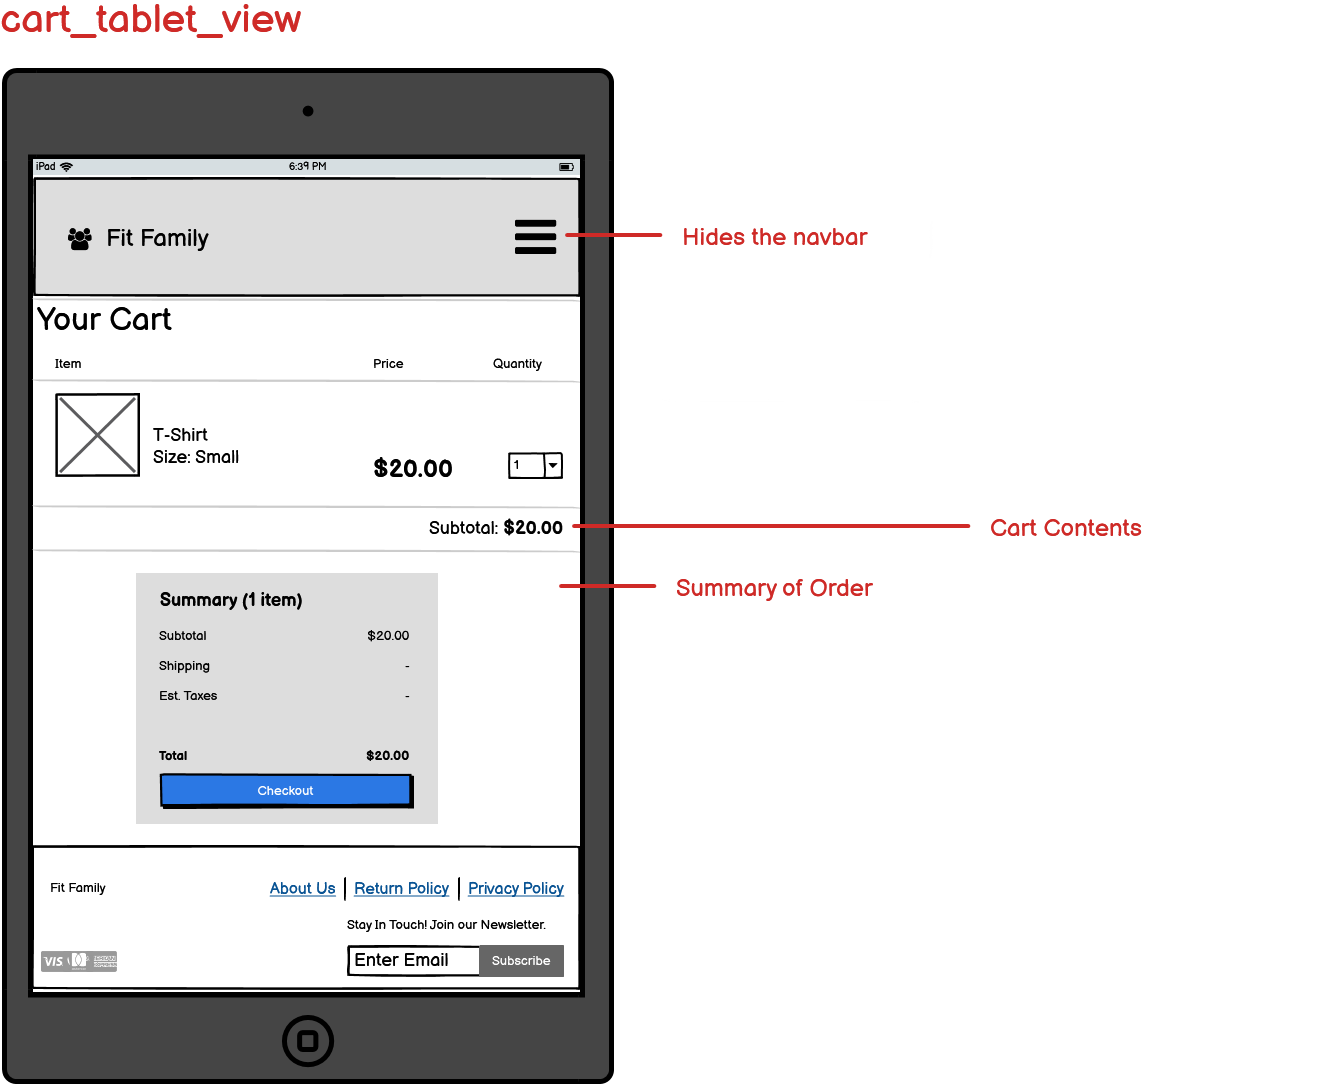 cart_tablet_view
iPad 6:39 PM
Fit Family
Hides the navbar
Your Cart
Item Price Quantity
T-Shirt
Size: Small
$20.00 1
Subtotal: $20.00
Cart Contents
Summary of Order
Summary (1 item)
Subtotal $20.00
Shipping -
Est. Taxes -
Total $20.00
Checkout
Fit Family About Us | Return Policy | Privacy Policy
Stay In Touch! Join our Newsletter.
VIS
Enter Email Subscribe